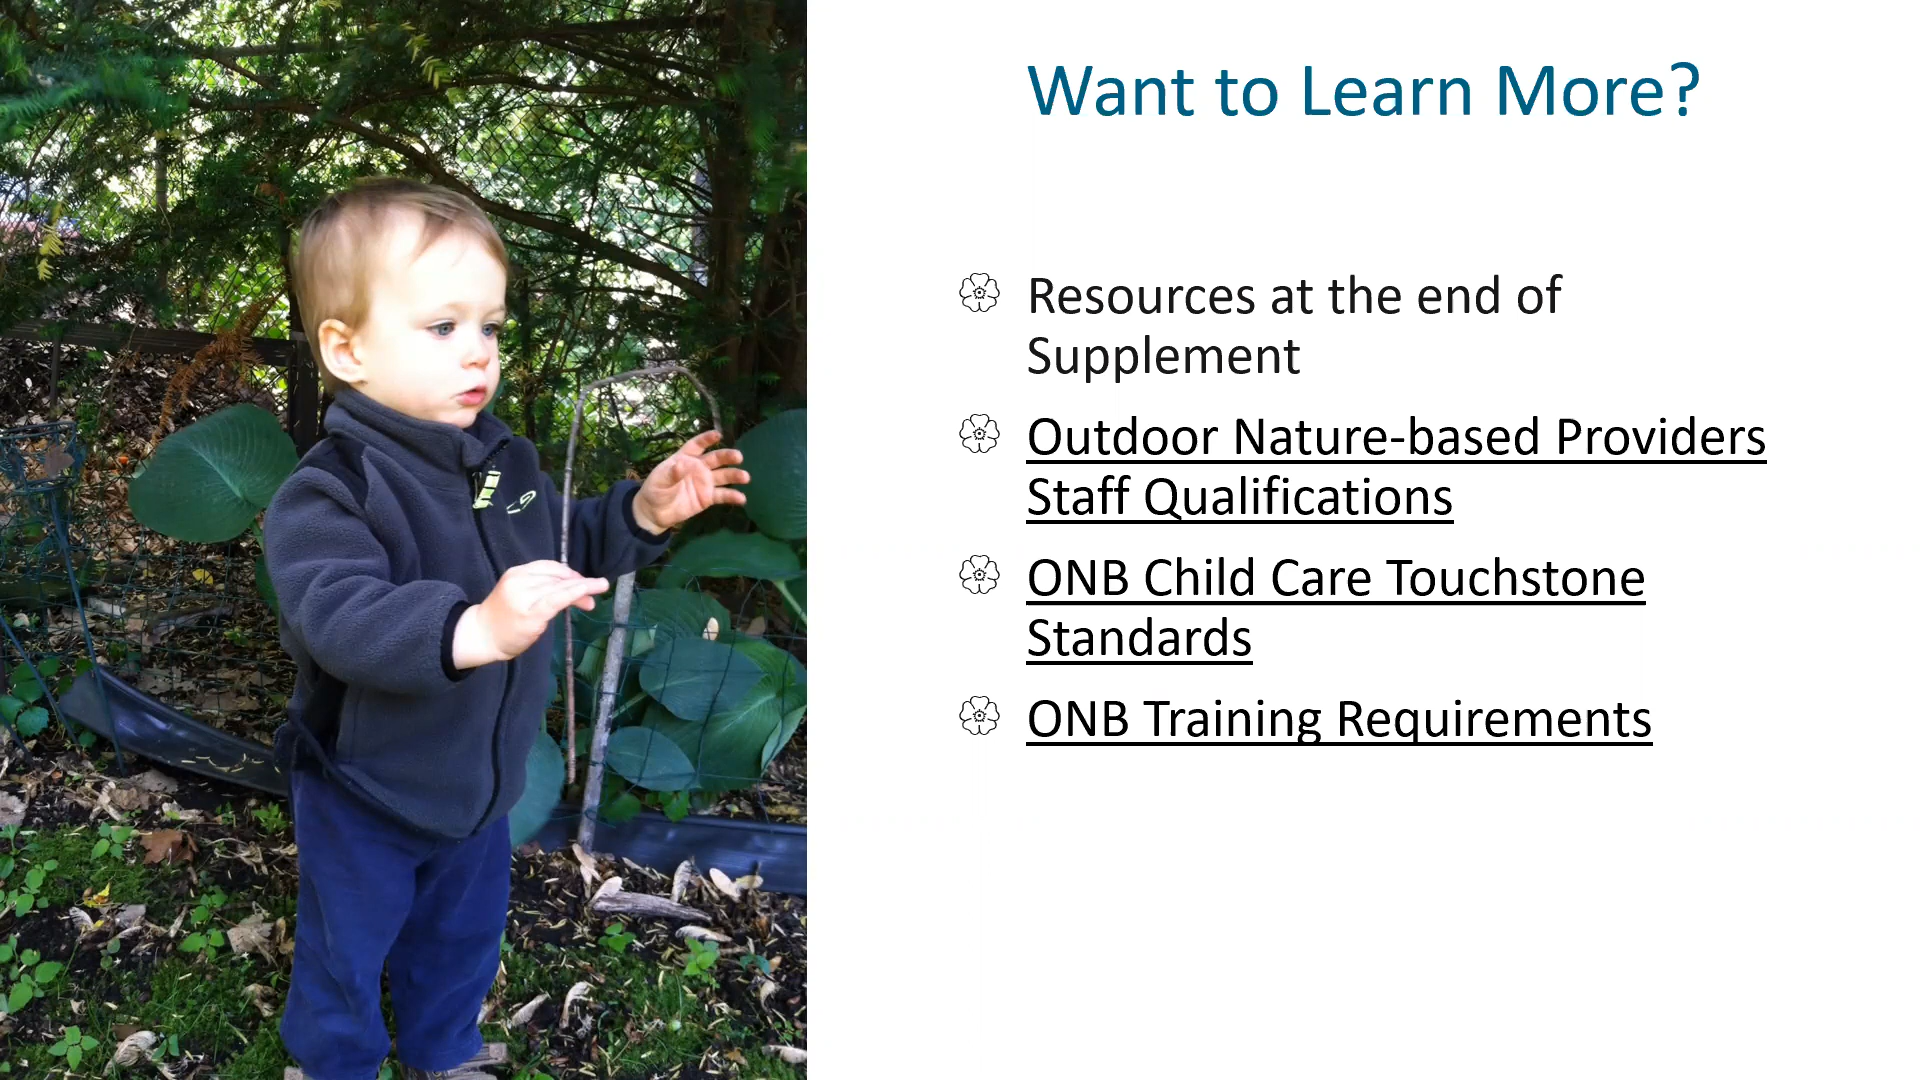 Want to Learn More?
Resources at the end of
Supplement
Outdoor Nature-based Providers
Staff Qualifications
ONB Child Care Touchstone
Standards
ONB Training Requirements